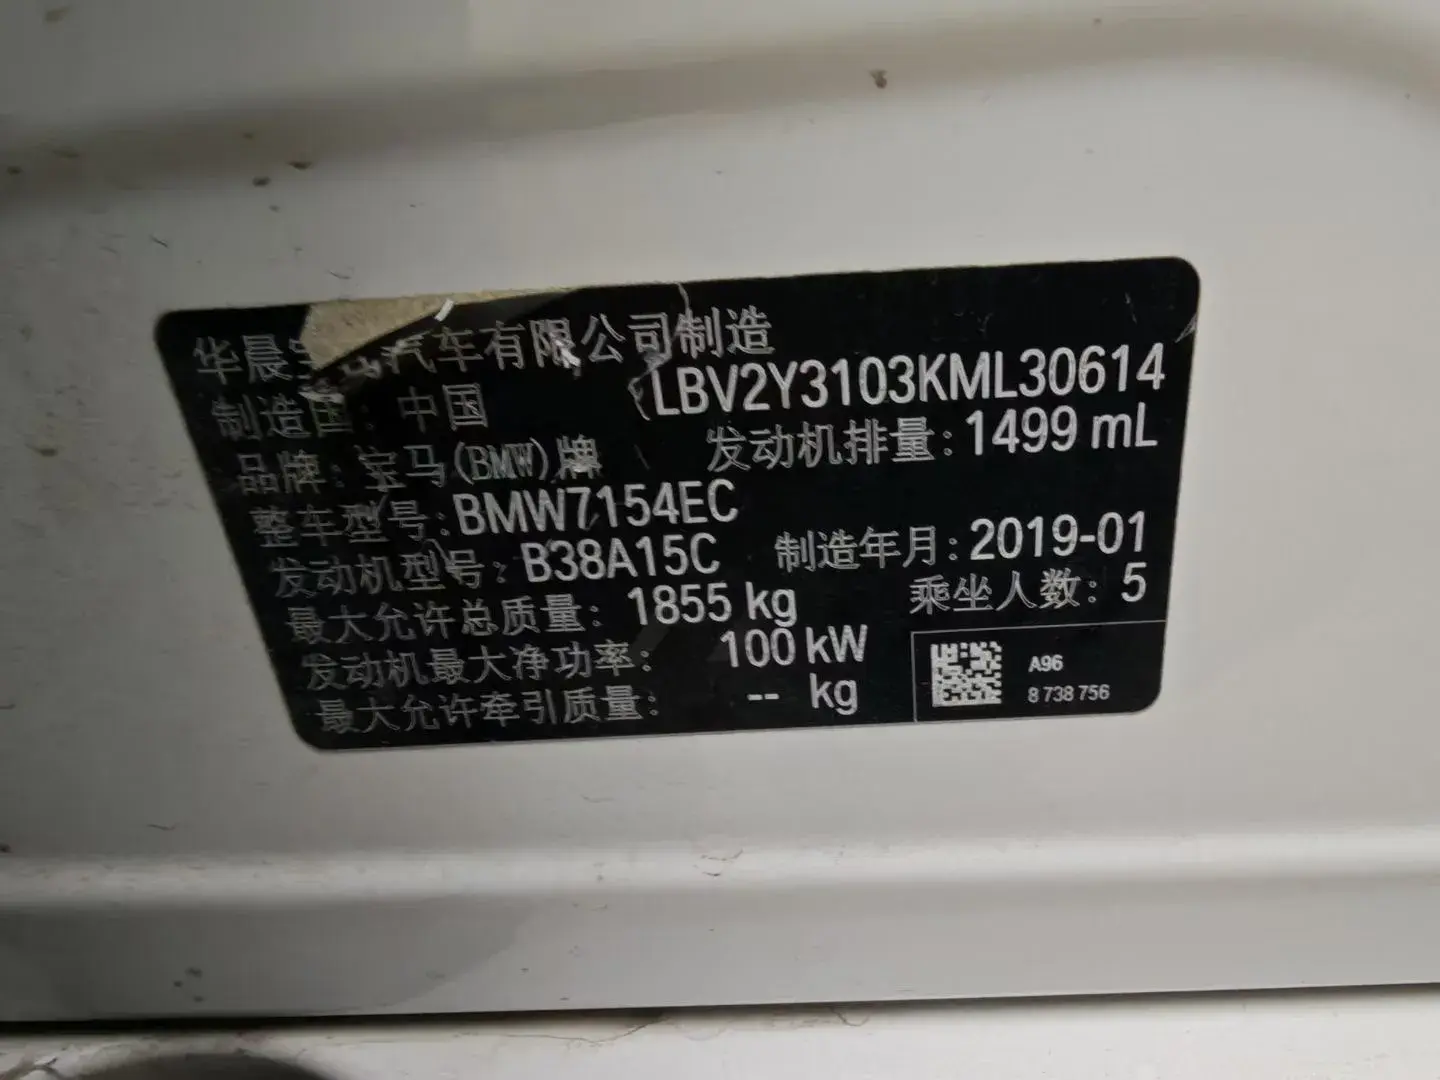 华晨宝 汽车有限公司制造
制造国：中国
LBV2Y3103KML30614
品牌：宝马(BMW)牌
发动机排量：1499 mL
整车型号：BMW7154EC
发动机型号：B38A15C
制造年月：2019-01
最大允许总质量：1855 kg
乘坐人数：5
发动机最大净功率：100 kW
最大允许牵引质量：-- kg
A96
8 738 756